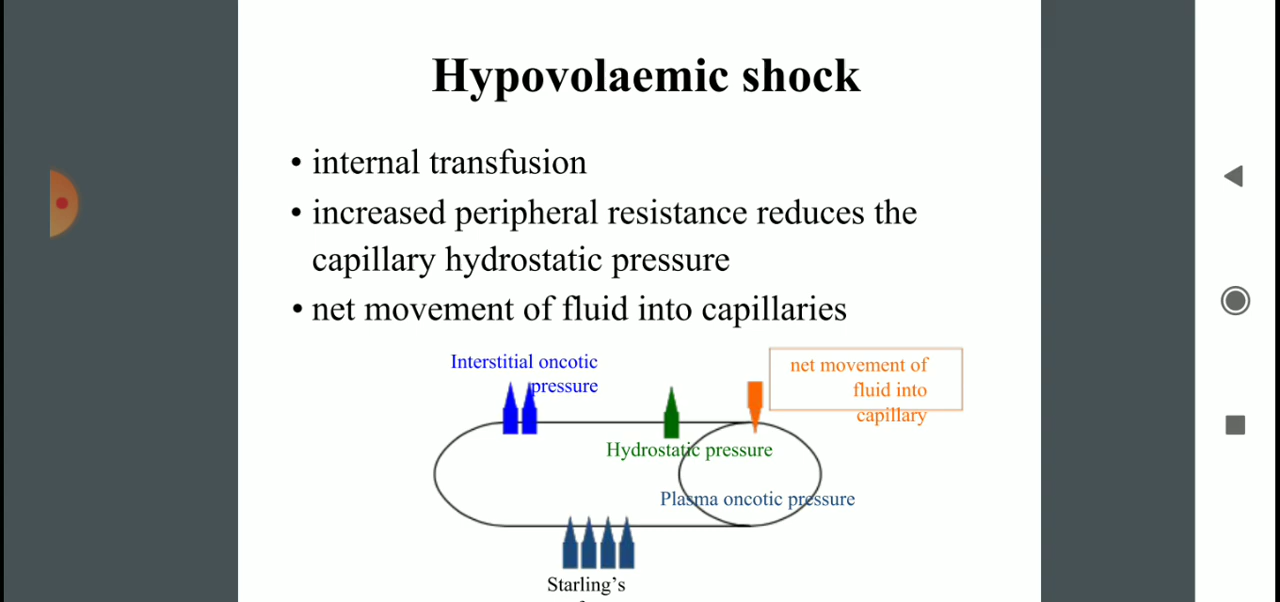 Hypovolaemic shock
• internal transfusion
• increased peripheral resistance reduces the
capillary hydrostatic pressure
• net movement of fluid into capillaries
Interstitial oncotic
pressure
net movement of
fluid into
capillary
Hydrostatic pressure
Plasma oncotic pressure
Starling’s